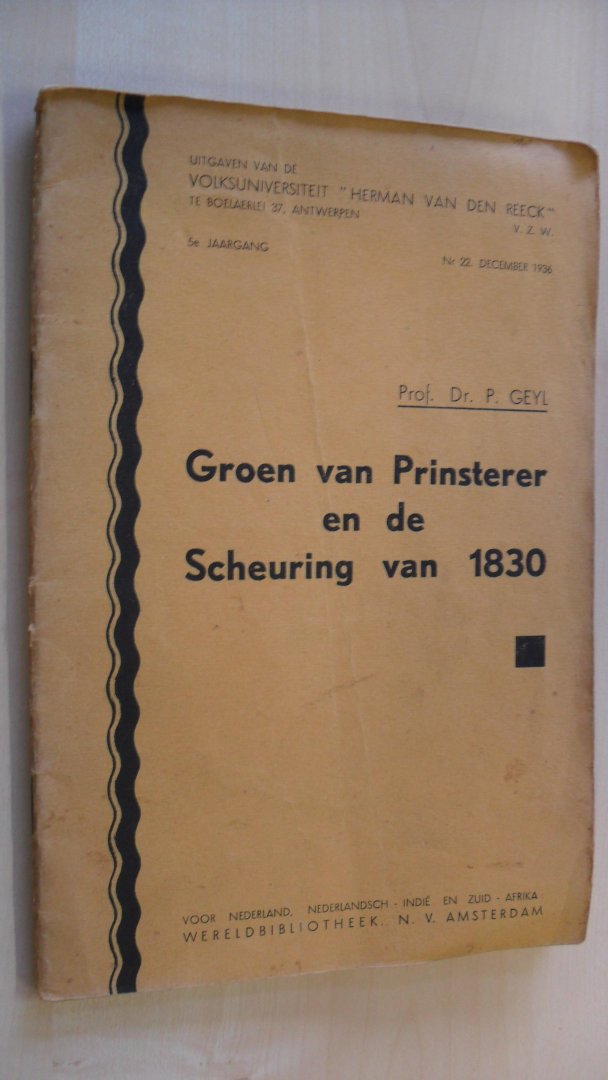 UITGAVEN VAN DE
VOLKSUNIVERSITEIT "HERMAN VAN DEN REECK"
TE BOELAERLEI 37, ANTWERPEN
V. Z. W.
5e JAARGANG
Nr 22. DECEMBER 1936
Prof. Dr. P. GEYL
Groen van Prinsterer
en de
Scheuring van 1830
VOOR NEDERLAND, NEDERLANDSCH - INDIË EN ZUID - AFRIKA :
WERELDBIBLIOTHEEK. N. V. AMSTERDAM